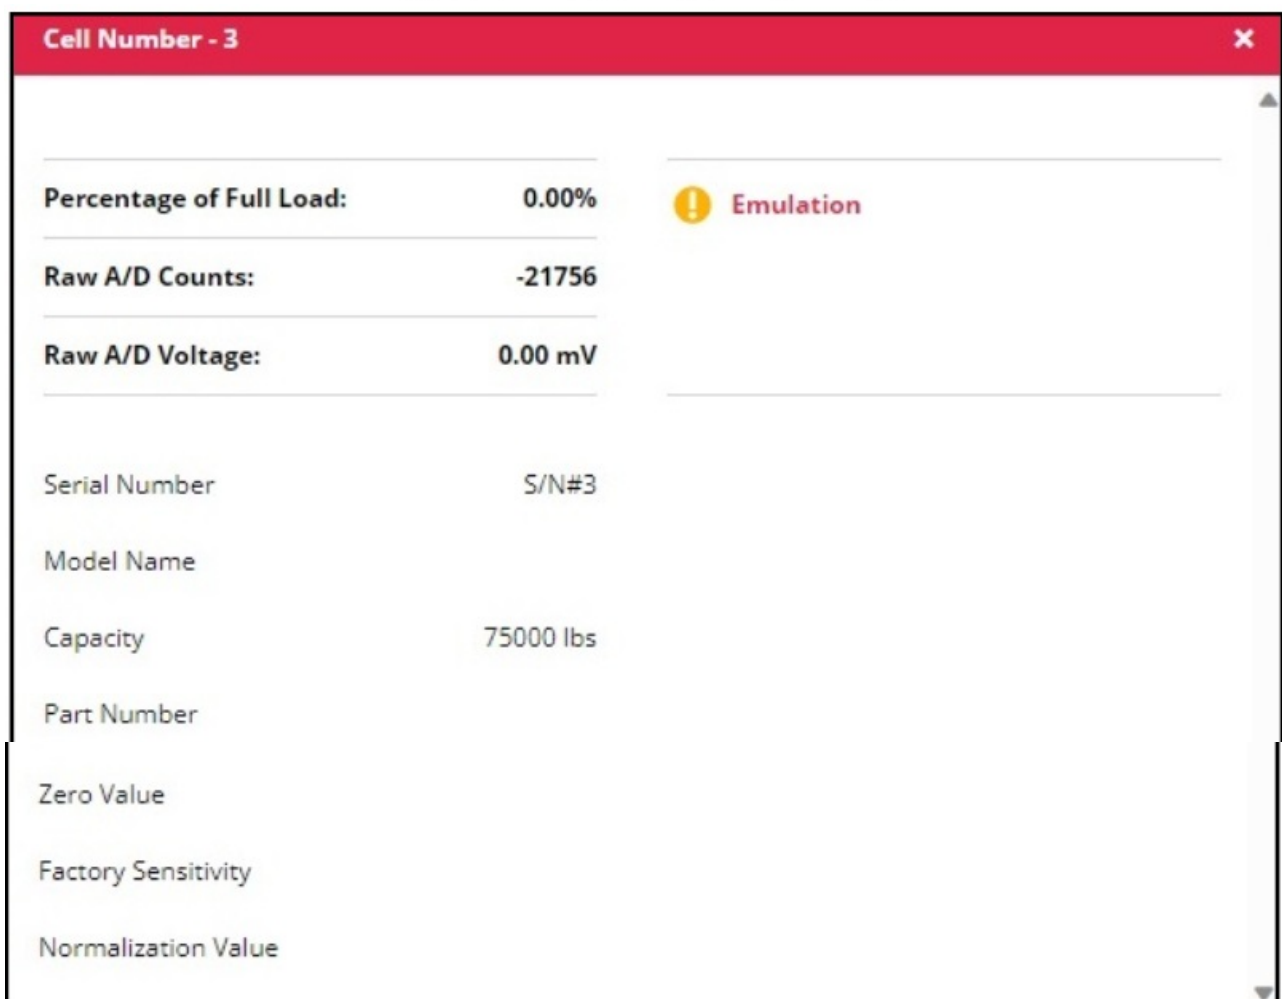 Cell Number - 3
Percentage of Full Load: 0.00%
Emulation
Raw A/D Counts: -21756
Raw A/D Voltage: 0.00 mV
Serial Number S/N#3
Model Name
Capacity 75000 lbs
Part Number
Zero Value
Factory Sensitivity
Normalization Value